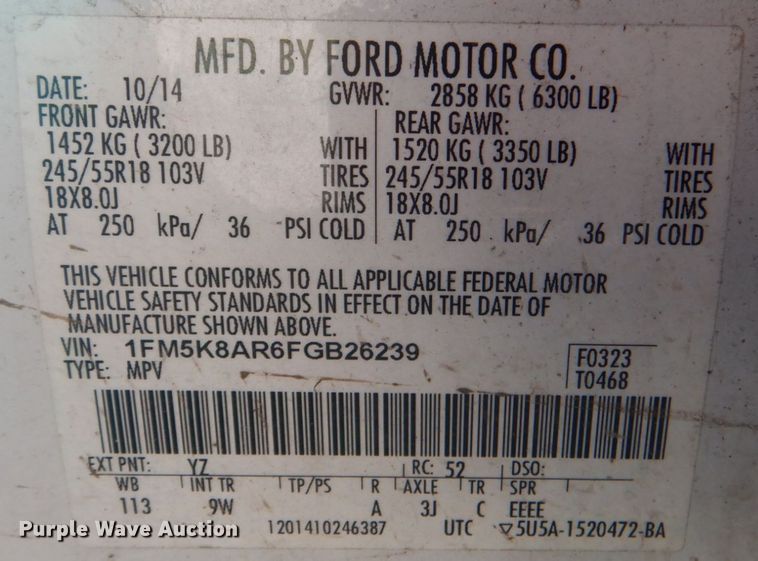 MFD. BY FORD MOTOR CO.
DATE: 10/14 GVWR: 2858 KG ( 6300 LB)
FRONT GAWR: REAR GAWR:
1452 KG ( 3200 LB) WITH 1520 KG ( 3350 LB) WITH
245/55R18 103V TIRES 245/55R18 103V TIRES
18X8.0J RIMS 18X8.0J RIMS
AT 250 kPa/ 36 PSI COLD AT 250 kPa/ 36 PSI COLD
THIS VEHICLE CONFORMS TO ALL APPLICABLE FEDERAL MOTOR
VEHICLE SAFETY STANDARDS IN EFFECT ON THE DATE OF
MANUFACTURE SHOWN ABOVE.
VIN: 1FM5K8AR6FGB26239 F0323
TYPE: MPV T0468
EXT PNT: YZ RC: 52 DSO:
WB INT TR TP/PS R AXLE TR SPR
113 9W A 3J C EEEE
1201410246387 UTC ▽5U5A-1520472-BA
Purple Wave Auction